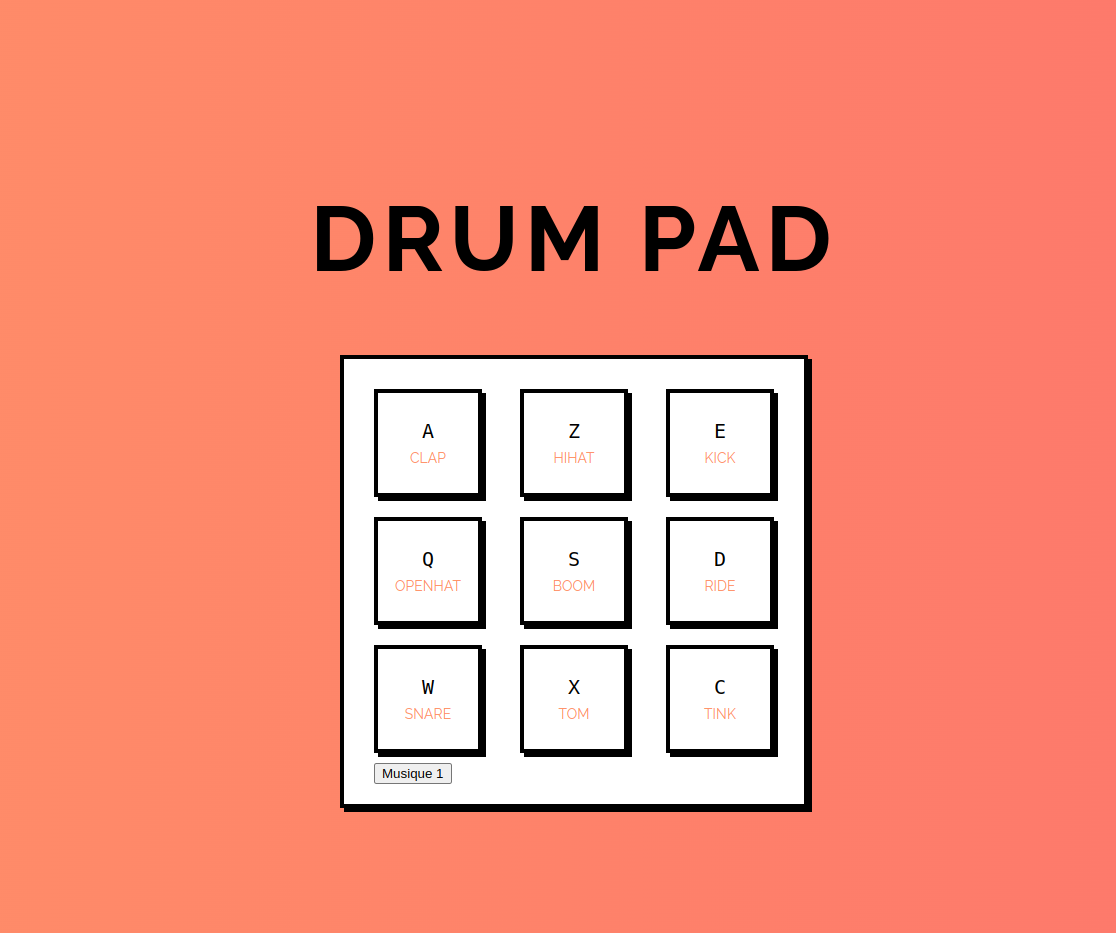 DRUM PAD
A Z E
CLAP HIHAT KICK
Q S D
OPENHAT BOOM RIDE
W X C
SNARE TOM TINK
Musique 1